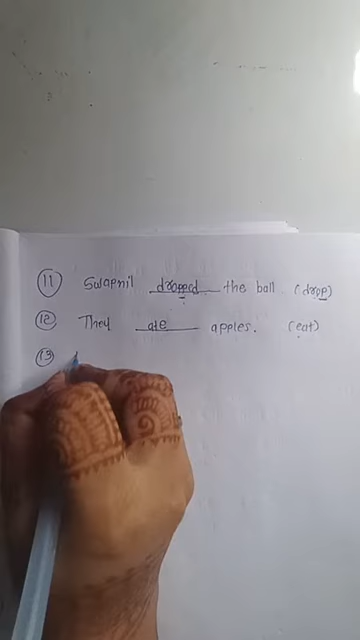 11 Swapnil dropped the ball. (drop)
12 They ate apples. (eat)
13